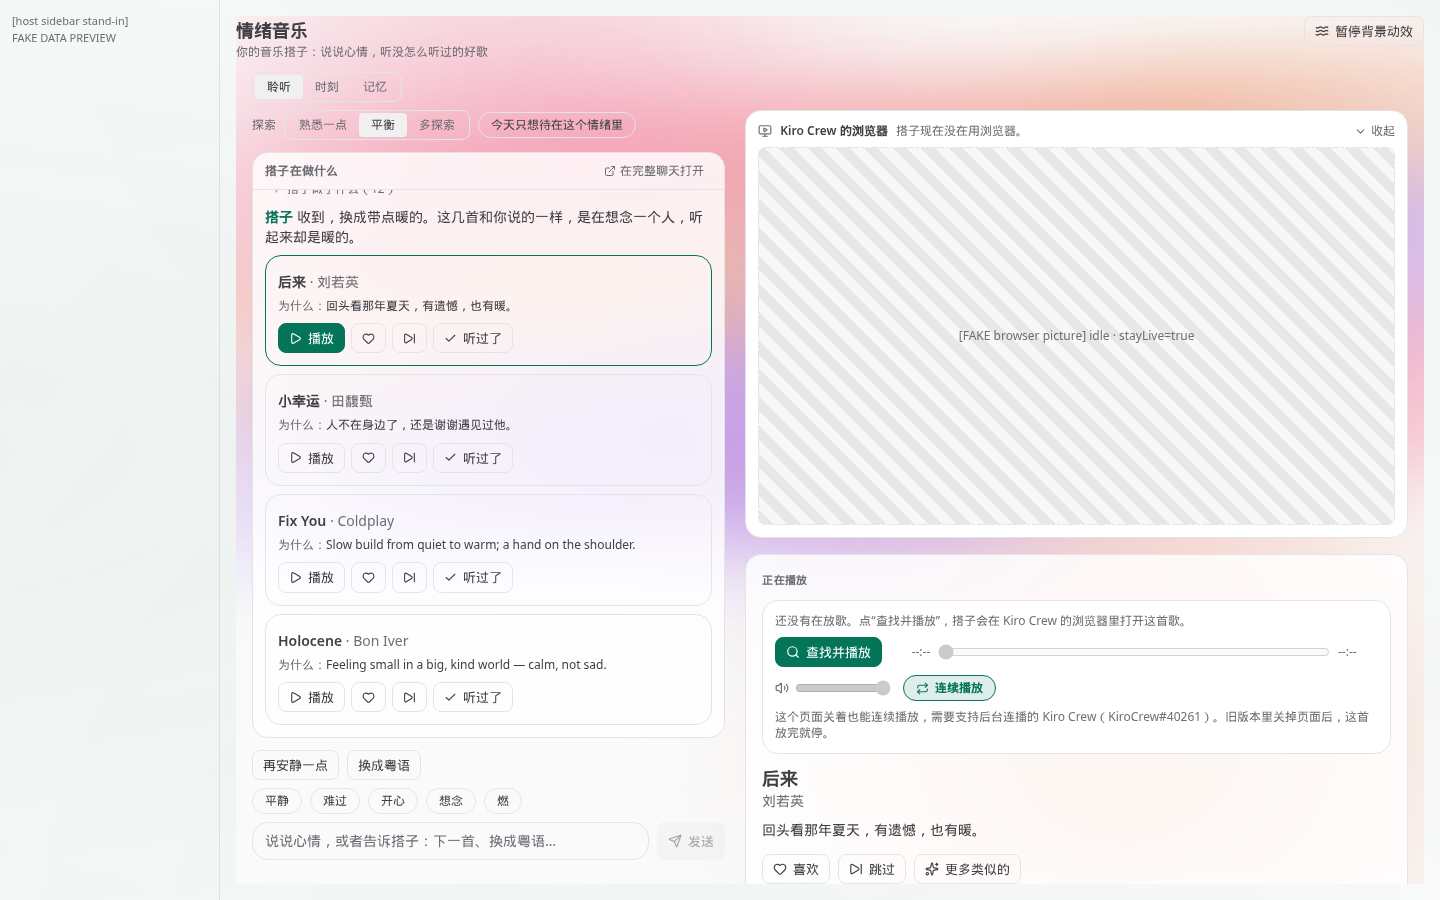 [host sidebar stand-in]
FAKE DATA PREVIEW
情绪音乐
你的音乐搭子：说说心情，听没怎么听过的好歌
暂停背景动效
聆听 时刻 记忆
探索 熟悉一点 平衡 多探索 今天只想待在这个情绪里
搭子在做什么 在完整聊天打开
搭子 收到，换成带点暖的。这几首和你说的一样，是在想念一个人，听
起来却是暖的。
后来 · 刘若英
为什么：回头看那年夏天，有遗憾，也有暖。
播放 听过了
小幸运 · 田馥甄
为什么：人不在身边了，还是谢谢遇见过他。
播放 听过了
Fix You · Coldplay
为什么：Slow build from quiet to warm; a hand on the shoulder.
播放 听过了
Holocene · Bon Iver
为什么：Feeling small in a big, kind world — calm, not sad.
播放 听过了
再安静一点 换成粤语
平静 难过 开心 想念 燃
说说心情，或者告诉搭子：下一首、换成粤语...
发送
Kiro Crew 的浏览器 搭子现在没在用浏览器。 收起
[FAKE browser picture] idle · stayLive=true
正在播放
还没有在放歌。点“查找并播放”，搭子会在 Kiro Crew 的浏览器里打开这首歌。
查找并播放 --:-- --:--
连续播放
这个页面关着也能连续播放，需要支持后台连播的 Kiro Crew（KiroCrew#40261）。旧版本里关掉页面后，这首
放完就停。
后来
刘若英
回头看那年夏天，有遗憾，也有暖。
喜欢 跳过 更多类似的